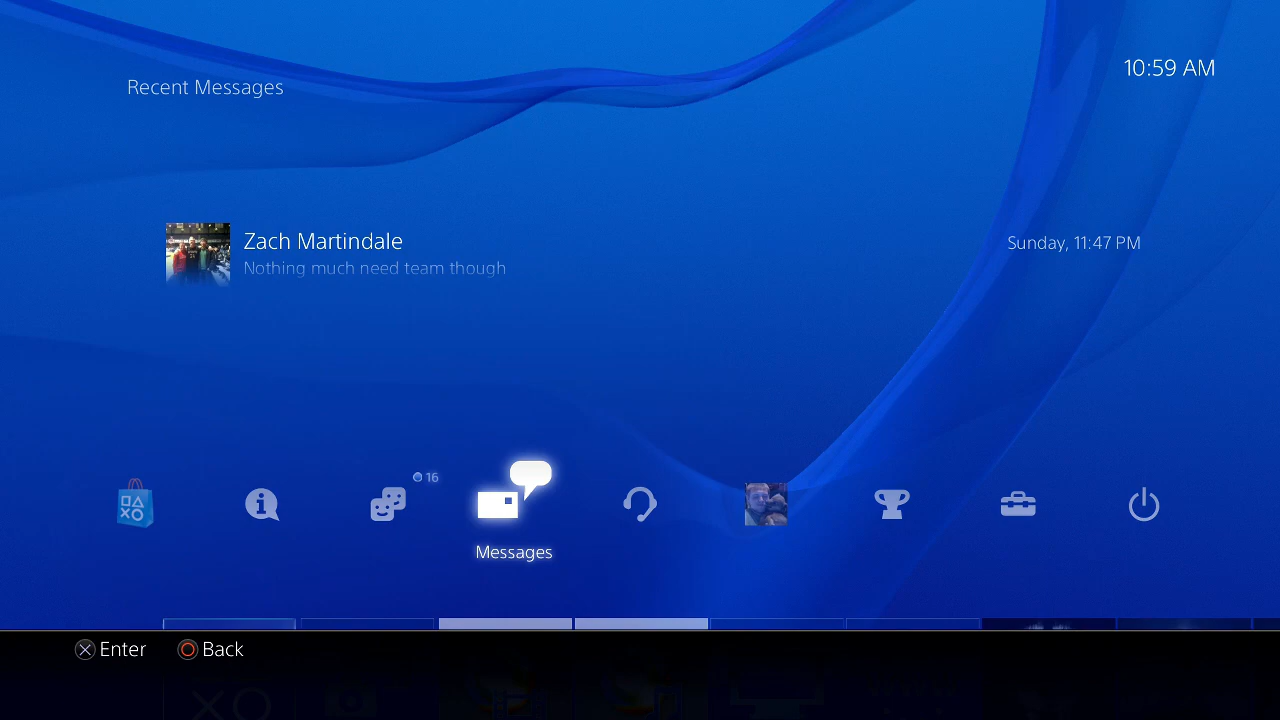 Recent Messages
10:59 AM
Zach Martindale
Nothing much need team though
Sunday, 11:47 PM
16
Messages
Enter
Back